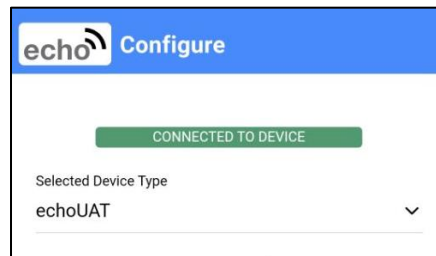 echo Configure
CONNECTED TO DEVICE
Selected Device Type
echoUAT